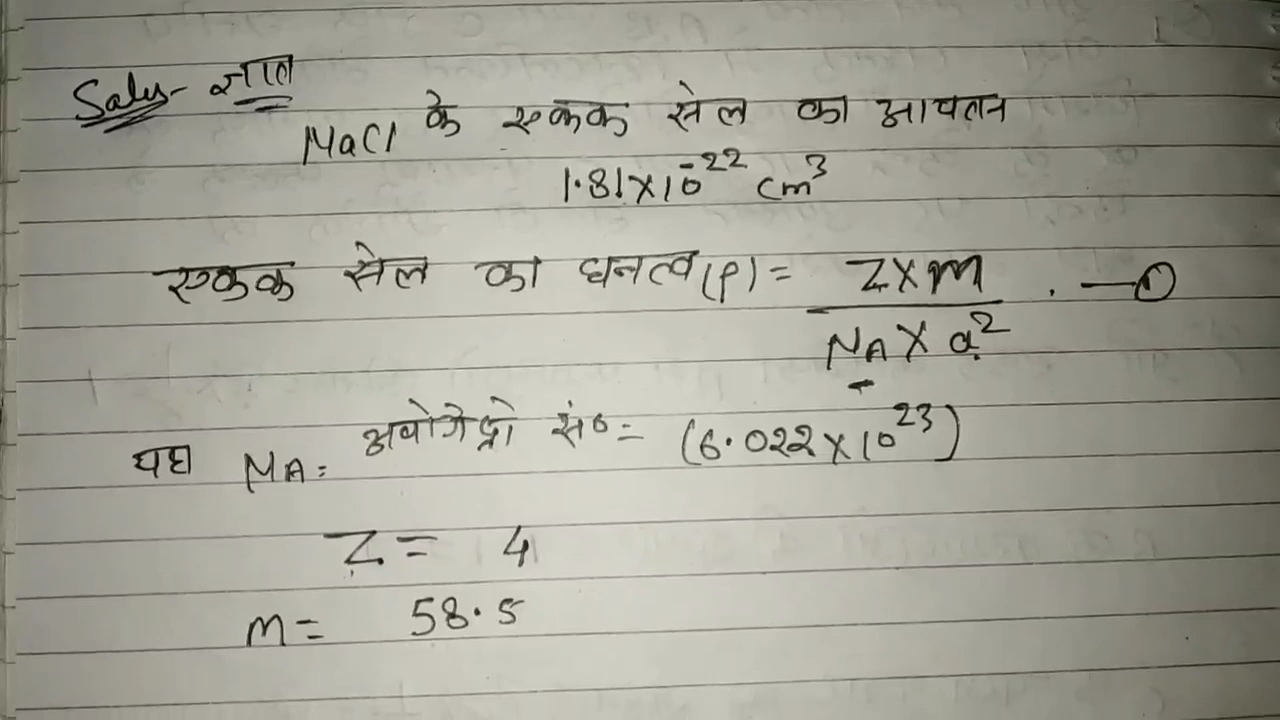 Solu- ज्ञात
NaCl के एकक सेल का आयतन
1.81×10⁻²² cm³
एकक सेल का घनत्व (ρ) = Z×M / NA × a² . —①
यहा NA = अवोगेद्रो सं० = (6.022×10²³)
Z = 4
m = 58.5